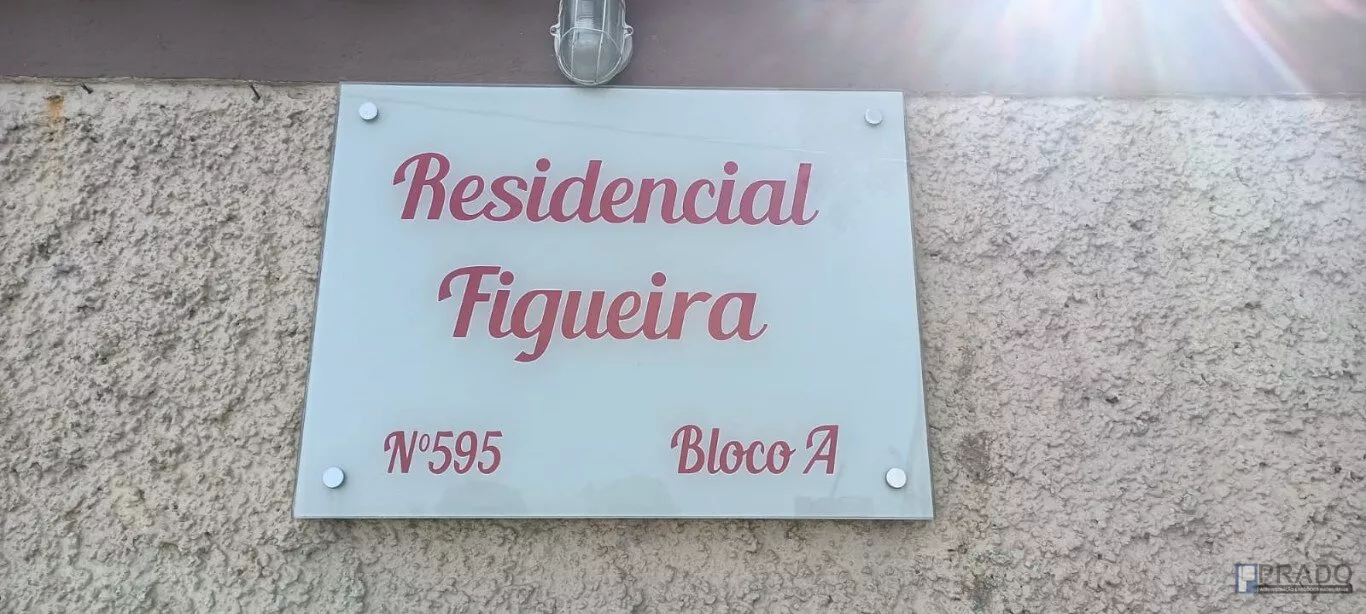 Residencial
Figueira
Nº595 Bloco A
PRADO